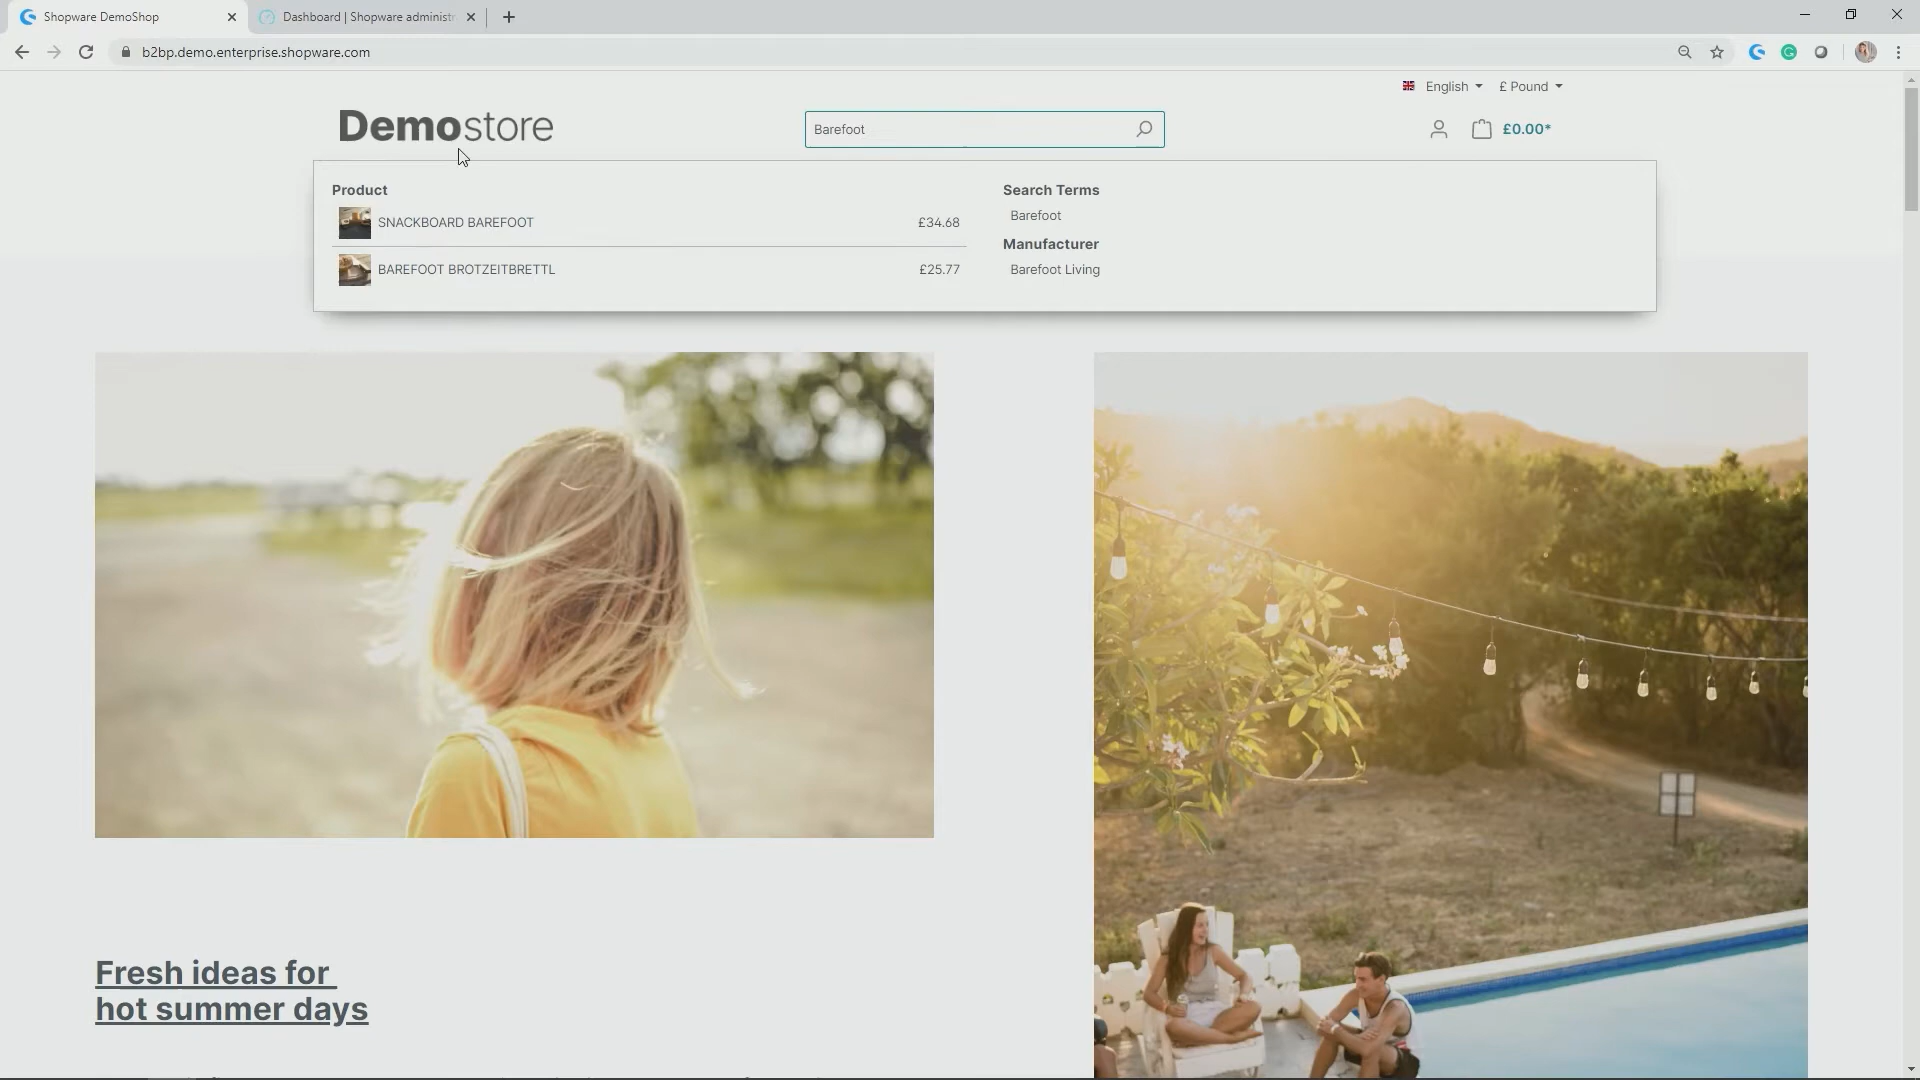 Shopware DemoShop
Dashboard | Shopware administr
b2bp.demo.enterprise.shopware.com
English
£ Pound
Demostore
Barefoot
£0.00*
Product
SNACKBOARD BAREFOOT £34.68
BAREFOOT BROTZEITBRETTL £25.77
Search Terms
Barefoot
Manufacturer
Barefoot Living
Fresh ideas for
hot summer days